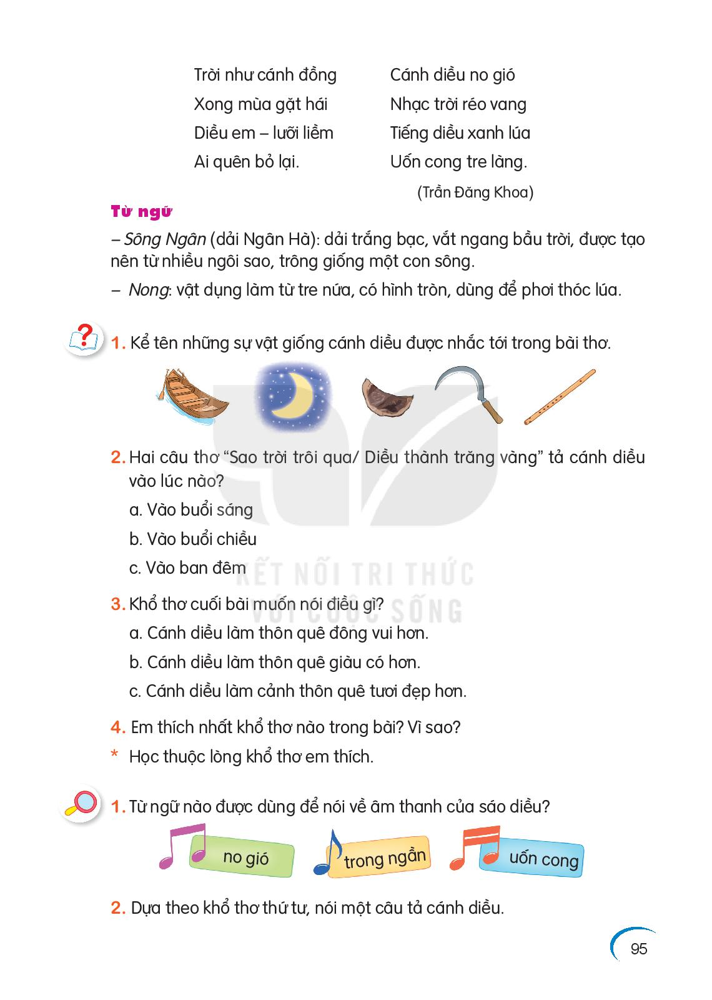 Trời như cánh đồng
Xong mùa gặt hái
Diều em – lưỡi liềm
Ai quên bỏ lại.
Cánh diều no gió
Nhạc trời réo vang
Tiếng diều xanh lúa
Uốn cong tre làng.
(Trần Đăng Khoa)
Từ ngữ
– Sông Ngân (dải Ngân Hà): dải trắng bạc, vắt ngang bầu trời, được tạo
nên từ nhiều ngôi sao, trông giống một con sông.
– Nong: vật dụng làm từ tre nứa, có hình tròn, dùng để phơi thóc lúa.
?
1. Kể tên những sự vật giống cánh diều được nhắc tới trong bài thơ.
2. Hai câu thơ “Sao trời trôi qua/ Diều thành trăng vàng” tả cánh diều
vào lúc nào?
a. Vào buổi sáng
b. Vào buổi chiều
c. Vào ban đêm
KẾT NỐI TRI THỨC
VỚI CUỘC SỐNG
3. Khổ thơ cuối bài muốn nói điều gì?
a. Cánh diều làm thôn quê đông vui hơn.
b. Cánh diều làm thôn quê giàu có hơn.
c. Cánh diều làm cảnh thôn quê tươi đẹp hơn.
4. Em thích nhất khổ thơ nào trong bài? Vì sao?
* Học thuộc lòng khổ thơ em thích.
1. Từ ngữ nào được dùng để nói về âm thanh của sáo diều?
no gió
trong ngần
uốn cong
2. Dựa theo khổ thơ thứ tư, nói một câu tả cánh diều.
95